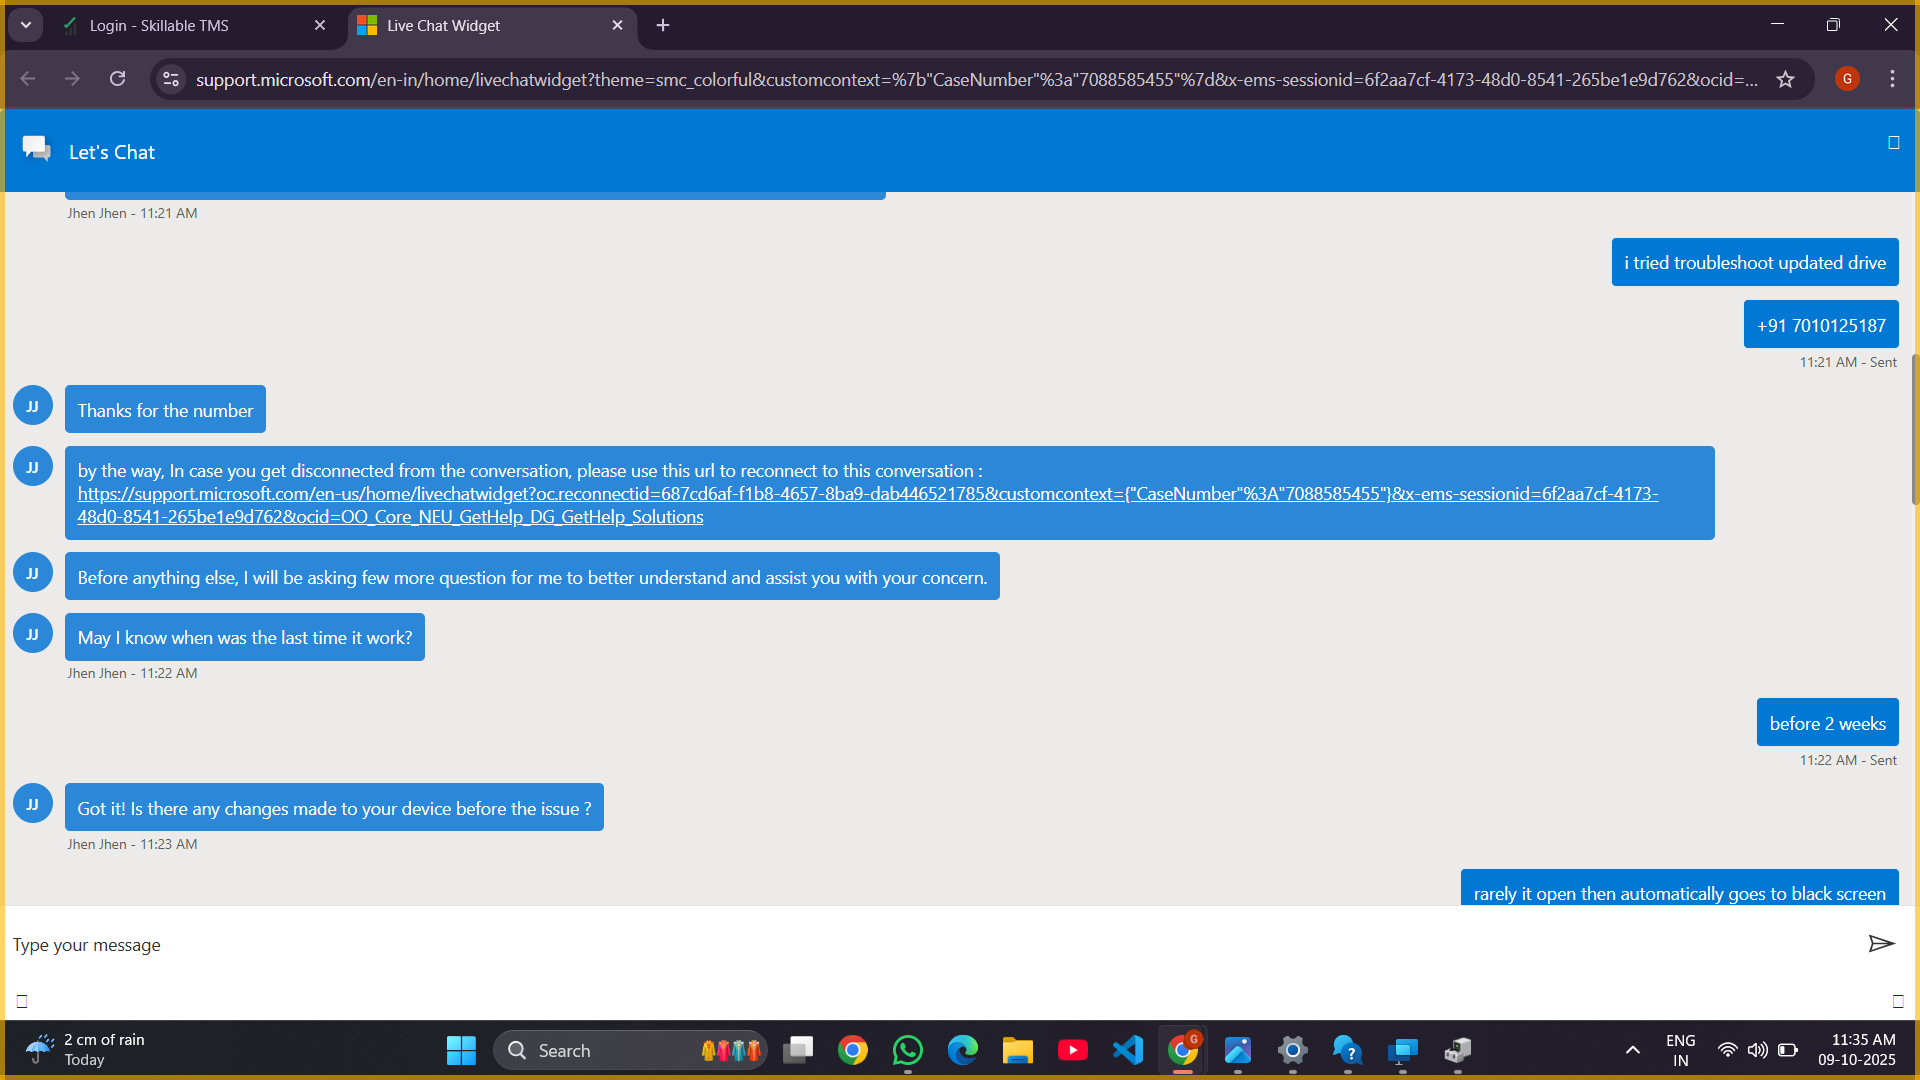 Login - Skillable TMS
Live Chat Widget
support.microsoft.com/en-in/home/livechatwidget?theme=smc_colorful&customcontext=%7b"CaseNumber"%3a"7088585455"%7d&x-ems-sessionid=6f2aa7cf-4173-48d0-8541-265be1e9d762&ocid=...
G
Let's Chat
Jhen Jhen - 11:21 AM
i tried troubleshoot updated drive
+91 7010125187
11:21 AM - Sent
JJ
Thanks for the number
JJ
by the way, In case you get disconnected from the conversation, please use this url to reconnect to this conversation :
https://support.microsoft.com/en-us/home/livechatwidget?oc.reconnectid=687cd6af-f1b8-4657-8ba9-dab446521785&customcontext={"CaseNumber"%3A"7088585455"}&x-ems-sessionid=6f2aa7cf-4173-
48d0-8541-265be1e9d762&ocid=OO_Core_NEU_GetHelp_DG_GetHelp_Solutions
JJ
Before anything else, I will be asking few more question for me to better understand and assist you with your concern.
JJ
May I know when was the last time it work?
Jhen Jhen - 11:22 AM
before 2 weeks
11:22 AM - Sent
JJ
Got it! Is there any changes made to your device before the issue ?
Jhen Jhen - 11:23 AM
rarely it open then automatically goes to black screen
Type your message
2 cm of rain
Today
Search
G
ENG
IN
11:35 AM
09-10-2025